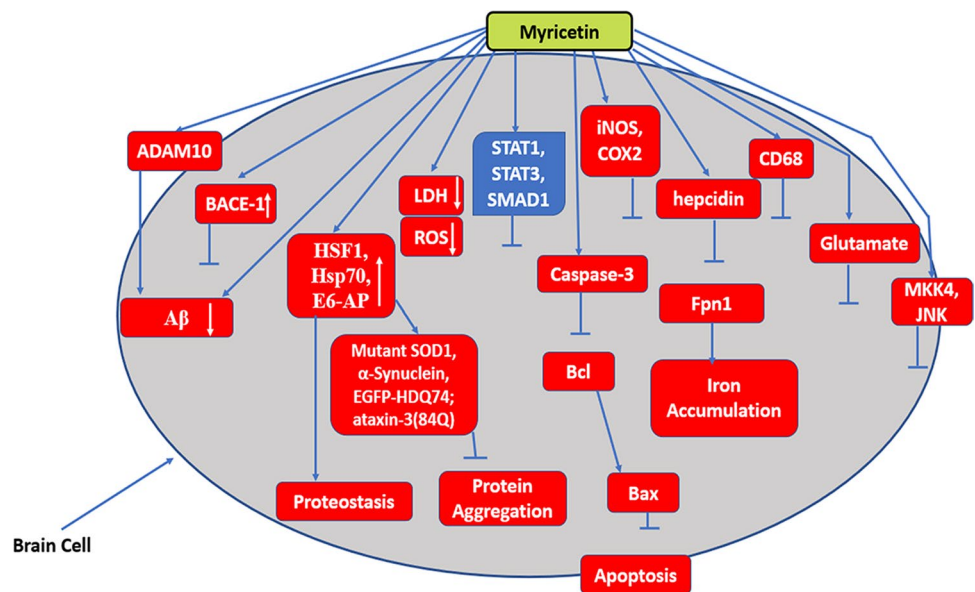 Myricetin
ADAM10
BACE-1
Aβ
HSF1,
Hsp70,
E6-AP
LDH
ROS
STAT1,
STAT3,
SMAD1
iNOS,
COX2
CD68
hepcidin
Glutamate
MKK4,
JNK
Caspase-3
Fpn1
Mutant SOD1,
α-Synuclein,
EGFP-HDQ74;
ataxin-3(84Q)
Bcl
Iron
Accumulation
Proteostasis
Protein
Aggregation
Bax
Brain Cell
Apoptosis